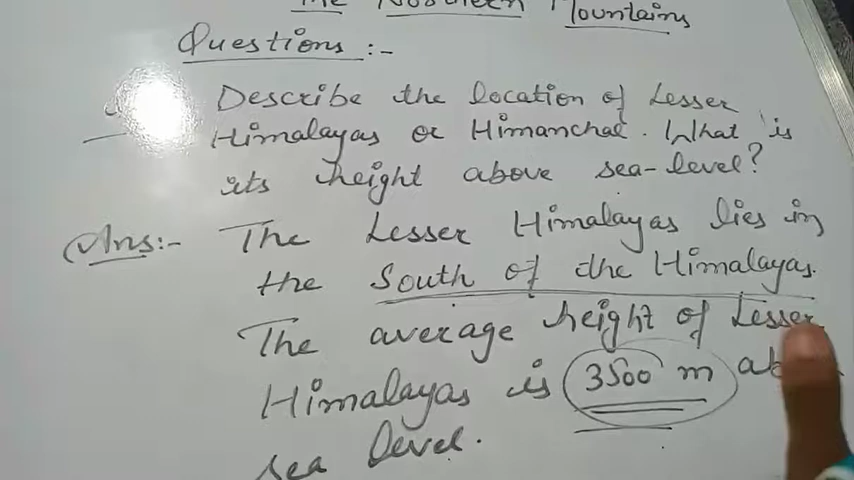 The Northern Mountains
Questions :-
Describe the location of Lesser
Himalayas or Himanchal. What is
its height above sea-level?
Ans:- The Lesser Himalayas lies in
the South of the Himalayas.
The average height of Lesser
Himalayas is 3500 m
sea level.